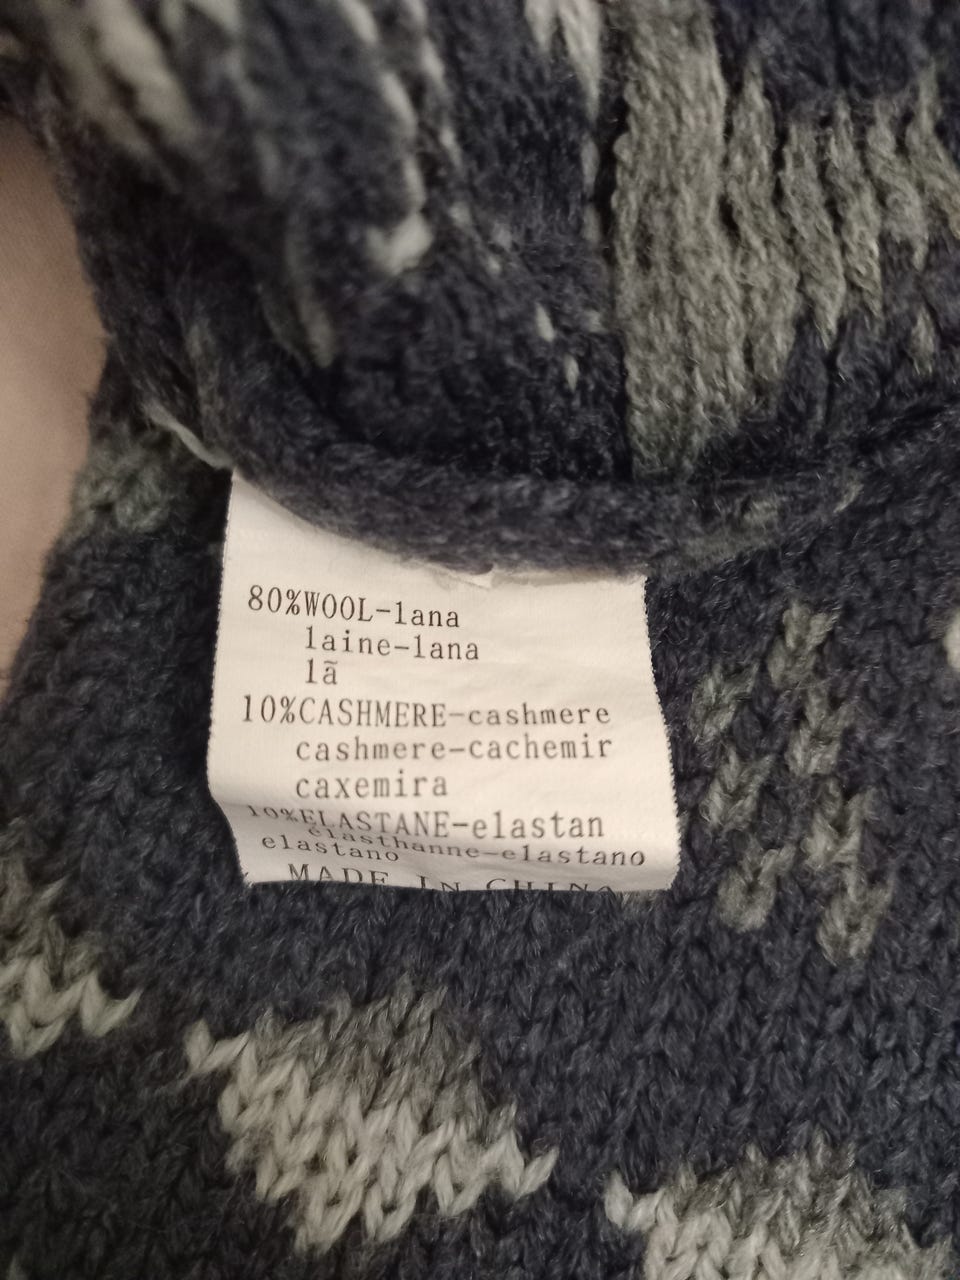 80%WOOL-lana
laine-lana
lã
10%CASHMERE-cashmere
cashmere-cachemir
caxemira
10%ELASTANE-elastan
élasthanne-elastano
elastano
MADE IN CHINA